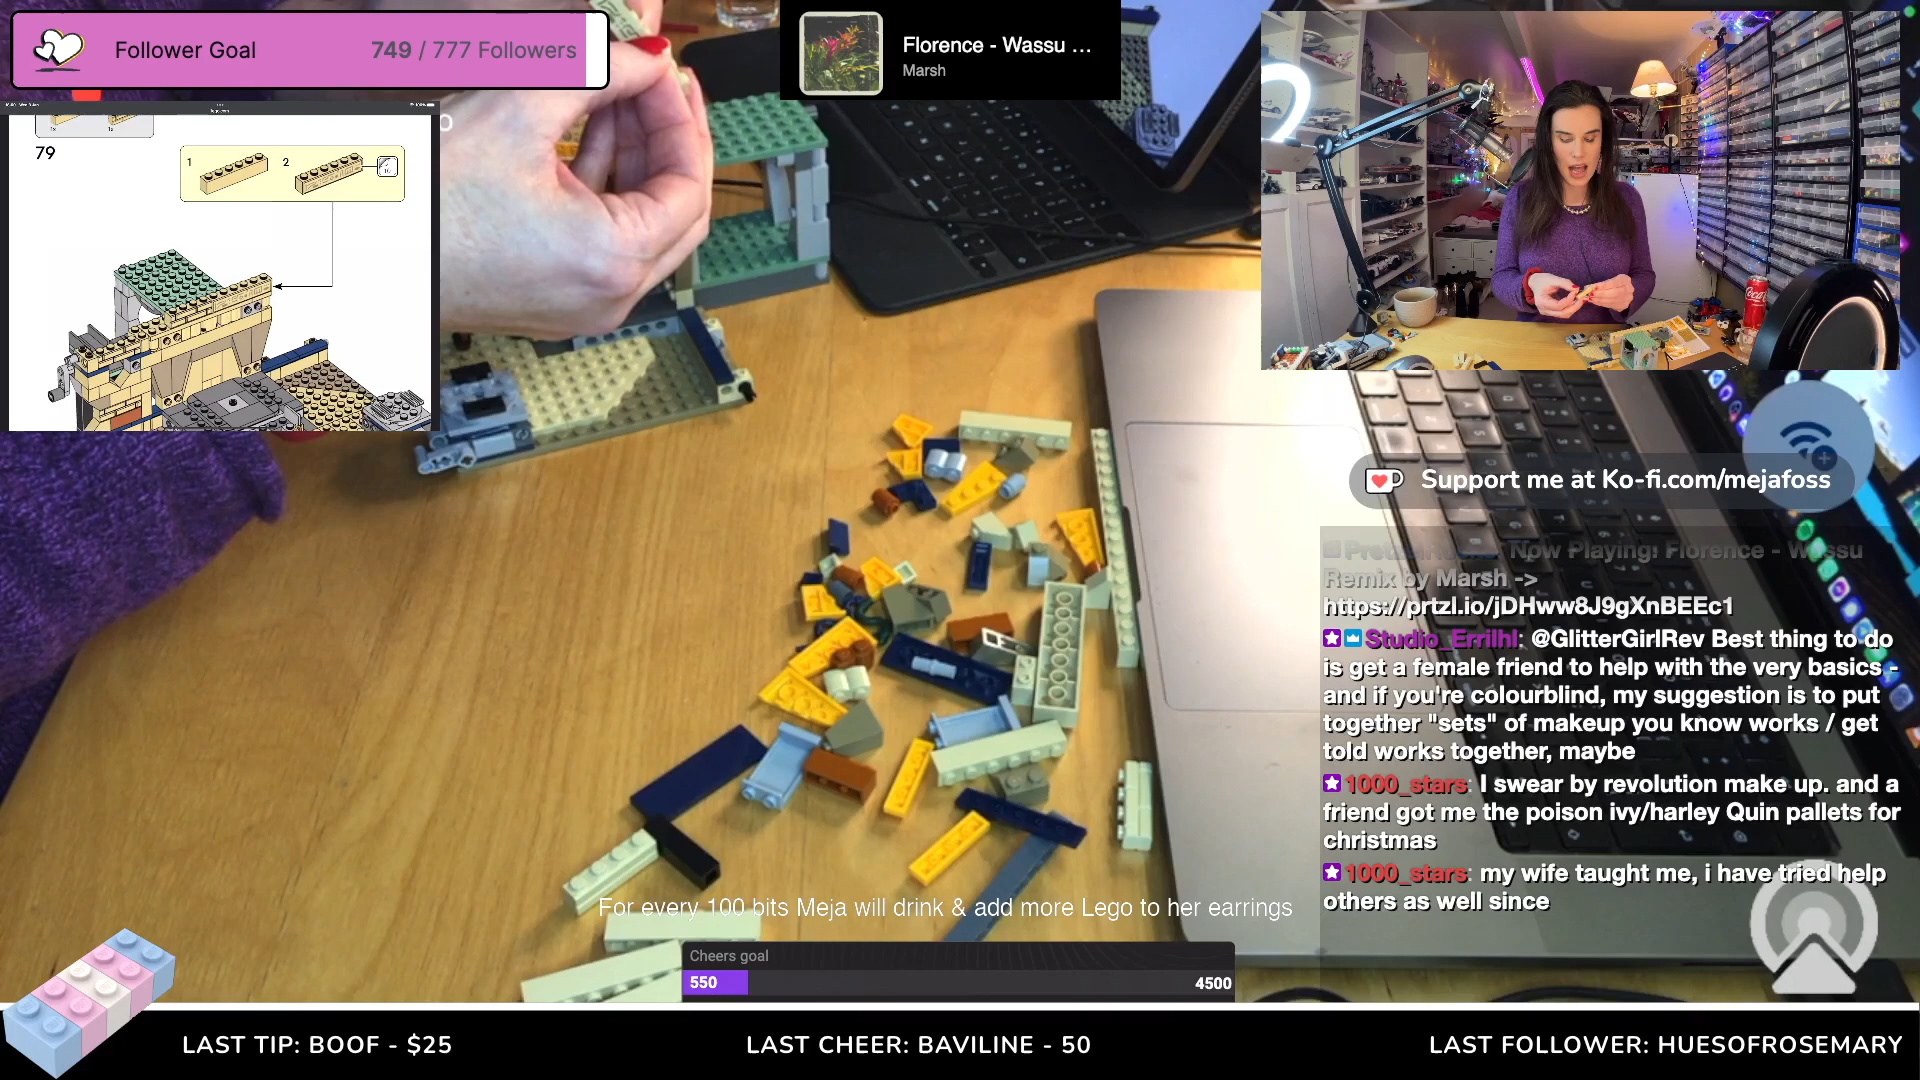 Follower Goal 749 / 777 Followers
Florence - Wassu ...
Marsh
lego.com
1x 1x
79
1 2
10
Coca
Support me at Ko-fi.com/mejafoss
Now Playing: Florence - Wassu
Remix by Marsh ->
https://prtzl.io/jDHww8J9gXnBEEc1
Studio_Errilhl: @GlitterGirlRev Best thing to do
is get a female friend to help with the very basics -
and if you're colourblind, my suggestion is to put
together "sets" of makeup you know works / get
told works together, maybe
1000_stars: I swear by revolution make up. and a
friend got me the poison ivy/harley Quin pallets for
christmas
1000_stars: my wife taught me, i have tried help
others as well since
For every 100 bits Meja will drink & add more Lego to her earrings
Cheers goal
550 4500
LAST TIP: BOOF - $25 LAST CHEER: BAVILINE - 50 LAST FOLLOWER: HUESOFROSEMARY